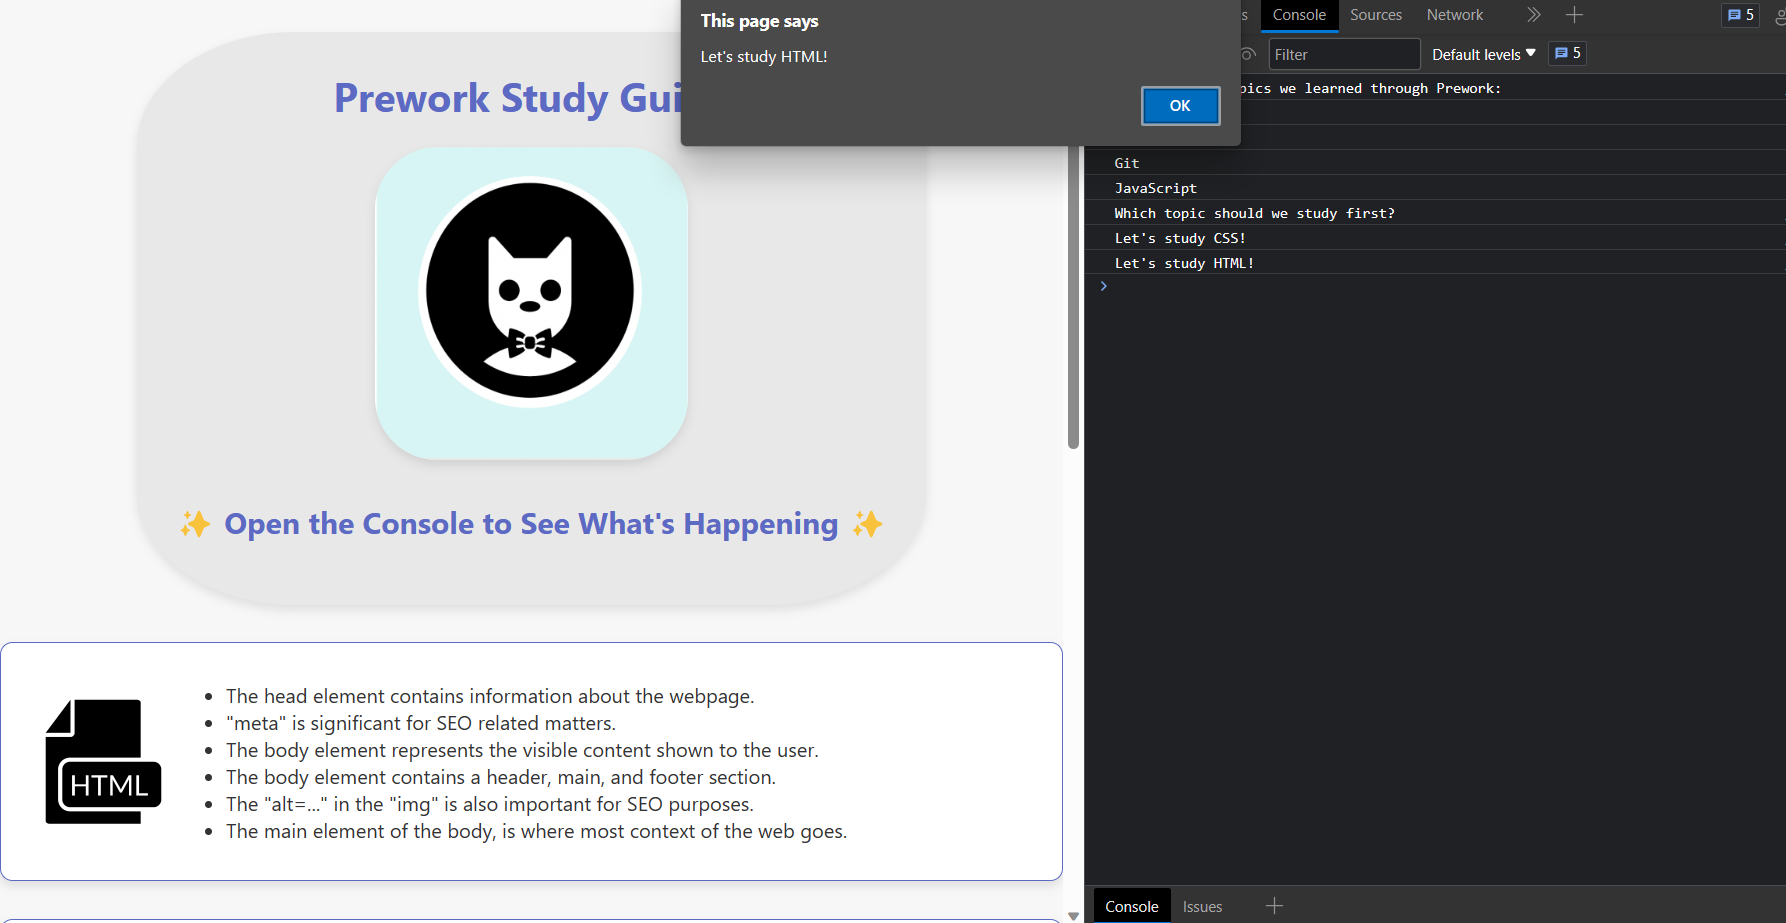 Prework Study Gui
✨ Open the Console to See What's Happening ✨
HTML
• The head element contains information about the webpage.
• "meta" is significant for SEO related matters.
• The body element represents the visible content shown to the user.
• The body element contains a header, main, and footer section.
• The "alt=..." in the "img" is also important for SEO purposes.
• The main element of the body, is where most context of the web goes.
This page says
Let's study HTML!
OK
s Console Sources Network 5
Filter Default levels 5
pics we learned through Prework:
Git
JavaScript
Which topic should we study first?
Let's study CSS!
Let's study HTML!
Console Issues